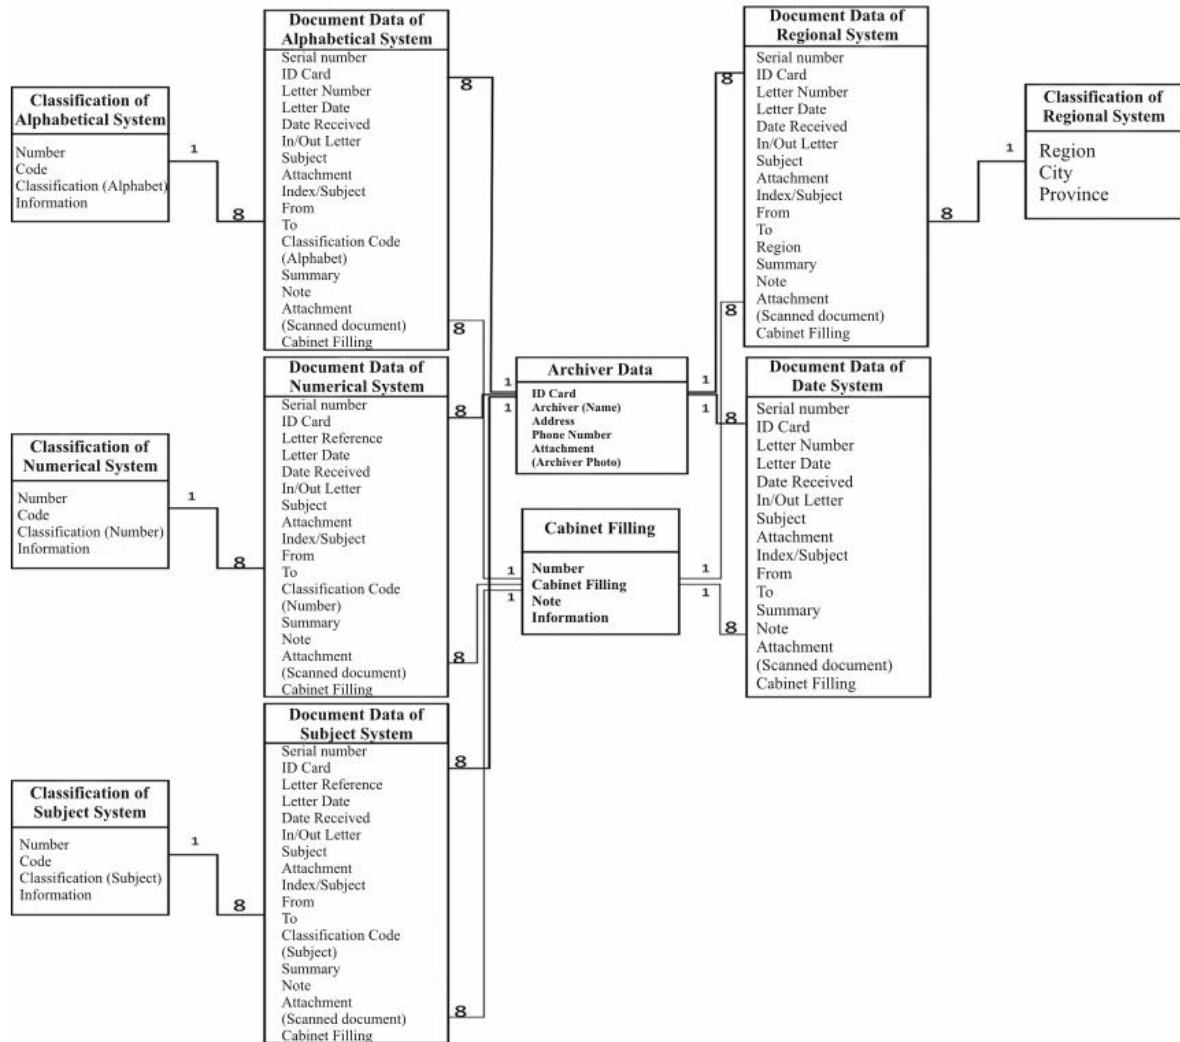 Document Data of
Alphabetical System
Serial number
ID Card
Letter Number
Letter Date
Date Received
In/Out Letter
Subject
Attachment
Index/Subject
From
To
Classification Code
(Alphabet)
Summary
Note
Attachment
(Scanned document)
Cabinet Filling
8
8
8
Classification of
Alphabetical System
Number
Code
Classification (Alphabet)
Information
1
Document Data of
Regional System
Serial number
ID Card
Letter Number
Letter Date
Date Received
In/Out Letter
Subject
Attachment
Index/Subject
From
To
Region
Summary
Note
Attachment
(Scanned document)
Cabinet Filling
8
8
8
Classification of
Regional System
Region
City
Province
1
Document Data of
Numerical System
Serial number
ID Card
Letter Reference
Letter Date
Date Received
In/Out Letter
Subject
Attachment
Index/Subject
From
To
Classification Code
(Number)
Summary
Note
Attachment
(Scanned document)
Cabinet Filling
8
8
8
Classification of
Numerical System
Number
Code
Classification (Number)
Information
1
Archiver Data
ID Card
Archiver (Name)
Address
Phone Number
Attachment
(Archiver Photo)
1
1
1
1
Cabinet Filling
Number
Cabinet Filling
Note
Information
1
1
1
1
Document Data of
Date System
Serial number
ID Card
Letter Number
Letter Date
Date Received
In/Out Letter
Subject
Attachment
Index/Subject
From
To
Summary
Note
Attachment
(Scanned document)
Cabinet Filling
8
8
Document Data of
Subject System
Serial number
ID Card
Letter Reference
Letter Date
Date Received
In/Out Letter
Subject
Attachment
Index/Subject
From
To
Classification Code
(Subject)
Summary
Note
Attachment
(Scanned document)
Cabinet Filling
8
8
8
Classification of
Subject System
Number
Code
Classification (Subject)
Information
1